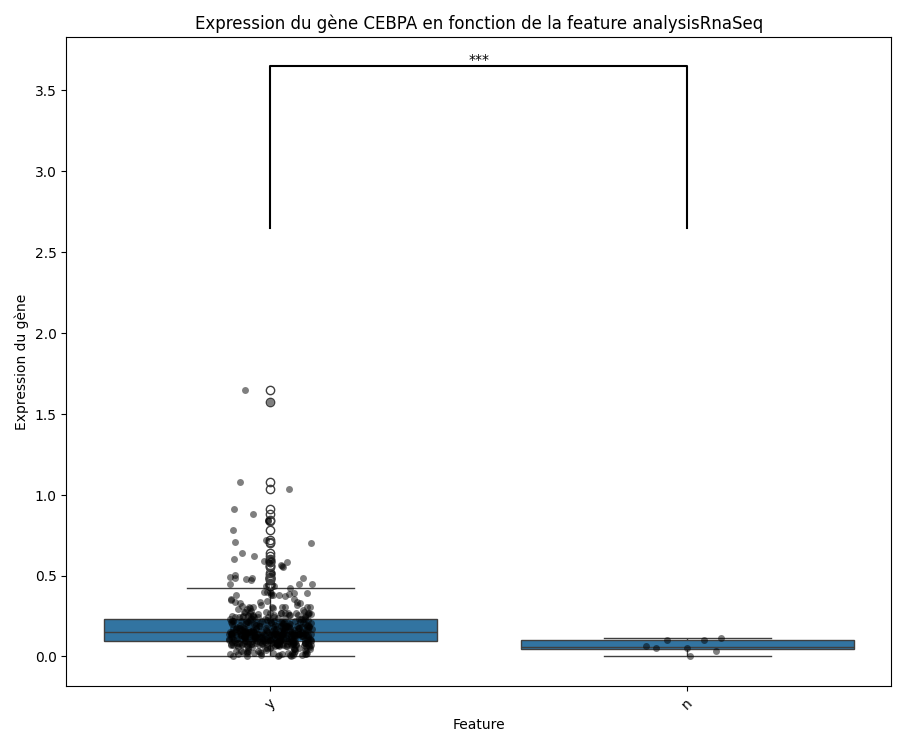 Expression du gène CEBPA en fonction de la feature analysisRnaSeq
***
3.5
3.0
2.5
2.0
1.5
1.0
0.5
0.0
Expression du gène
y
n
Feature